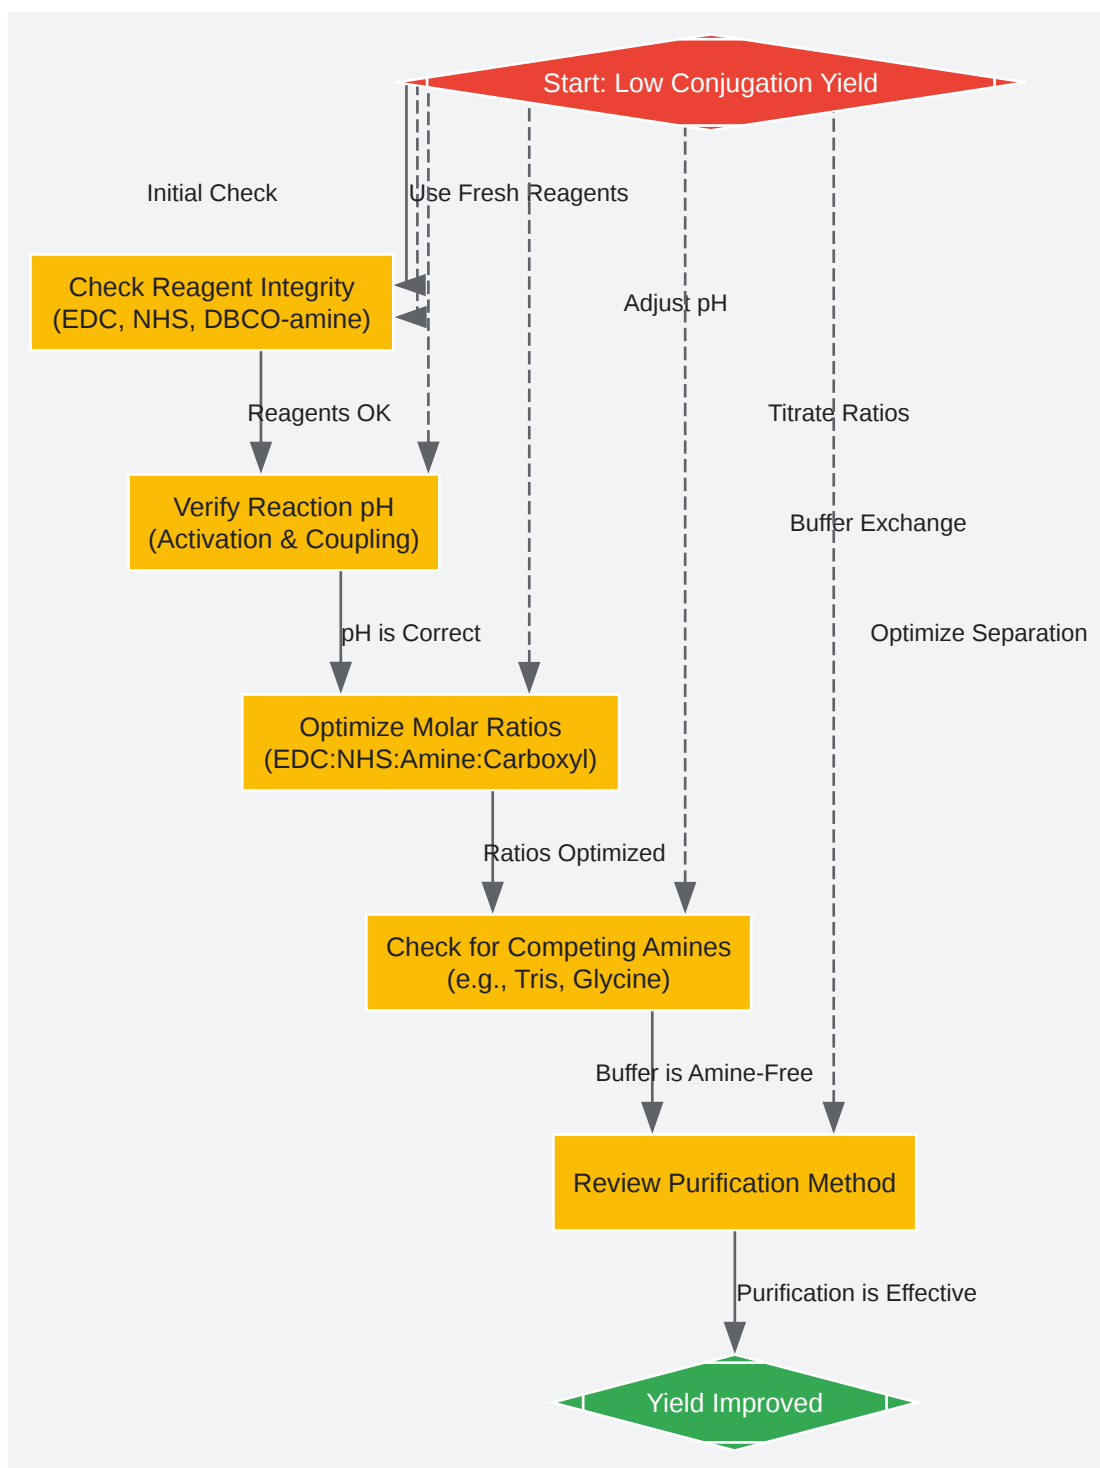 Start: Low Conjugation Yield
Initial Check
Use Fresh Reagents
Check Reagent Integrity
(EDC, NHS, DBCO-amine)
Adjust pH
Reagents OK
Titrate Ratios
Verify Reaction pH
(Activation & Coupling)
Buffer Exchange
pH is Correct
Optimize Separation
Optimize Molar Ratios
(EDC:NHS:Amine:Carboxyl)
Ratios Optimized
Check for Competing Amines
(e.g., Tris, Glycine)
Buffer is Amine-Free
Review Purification Method
Purification is Effective
Yield Improved